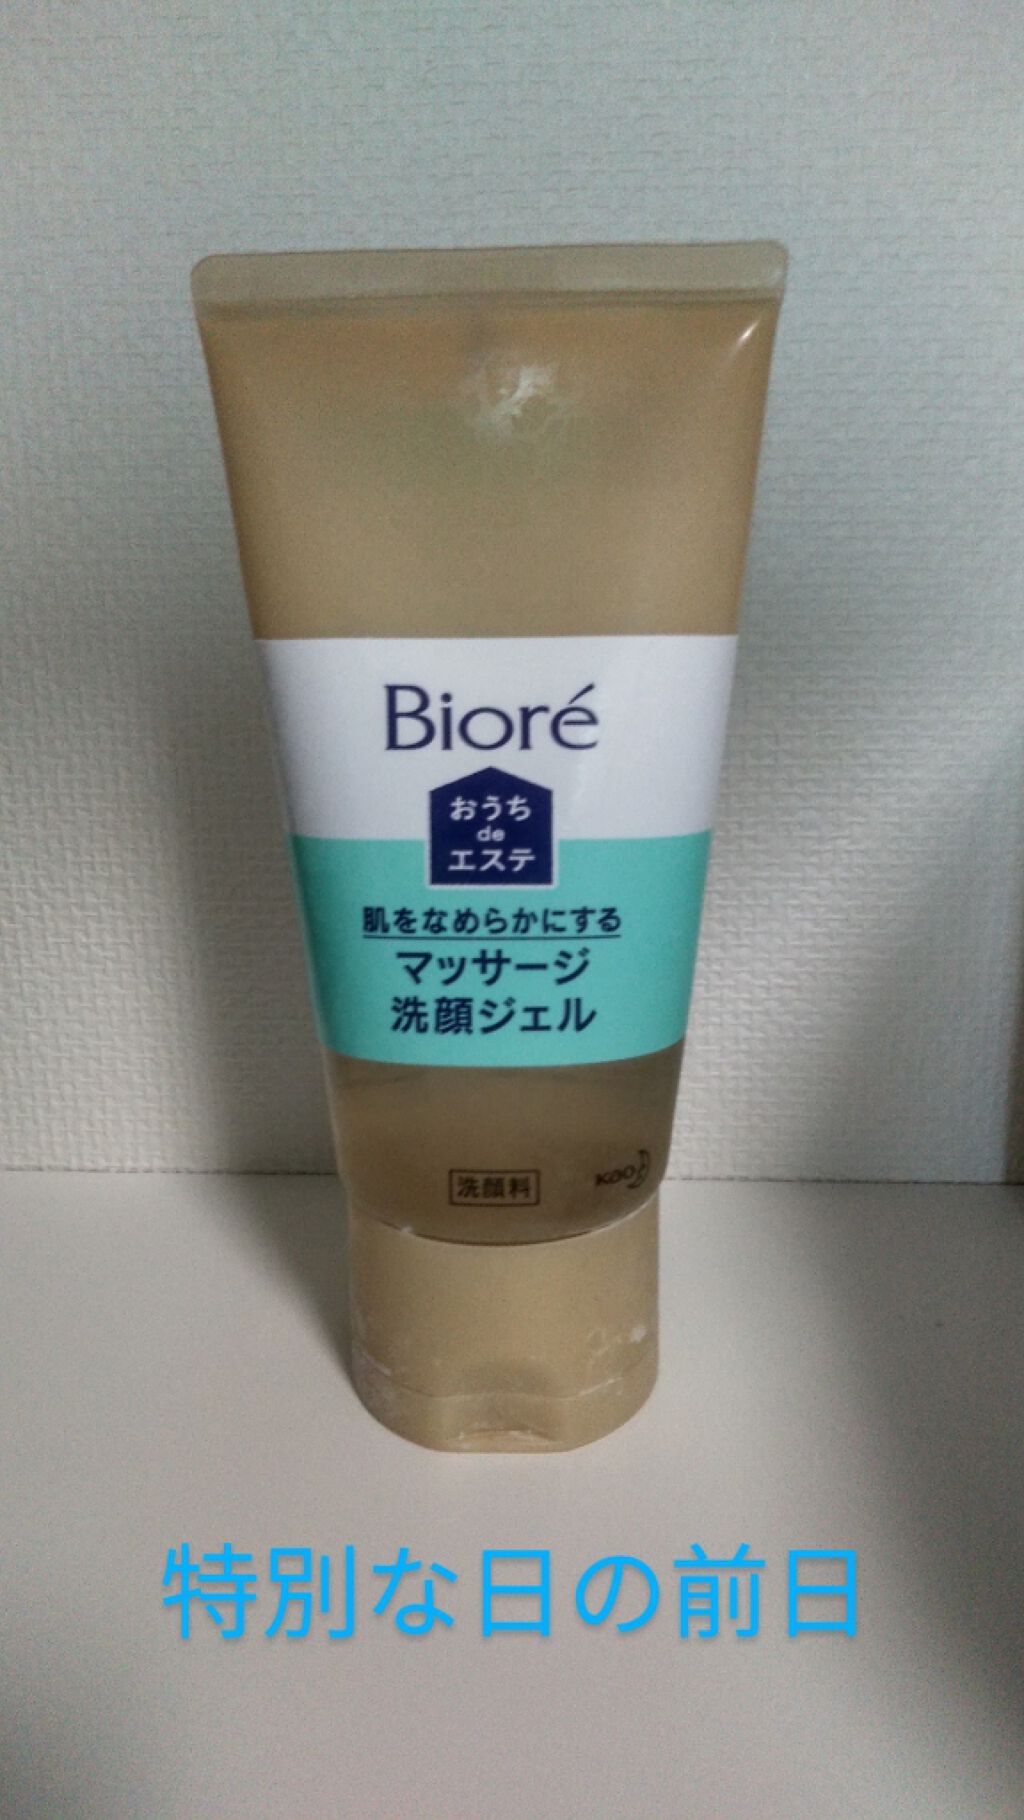 Bioré
おうち
de
エステ
肌をなめらかにする
マッサージ
洗顔ジェル
洗顔料
Kao
特別な日の前日